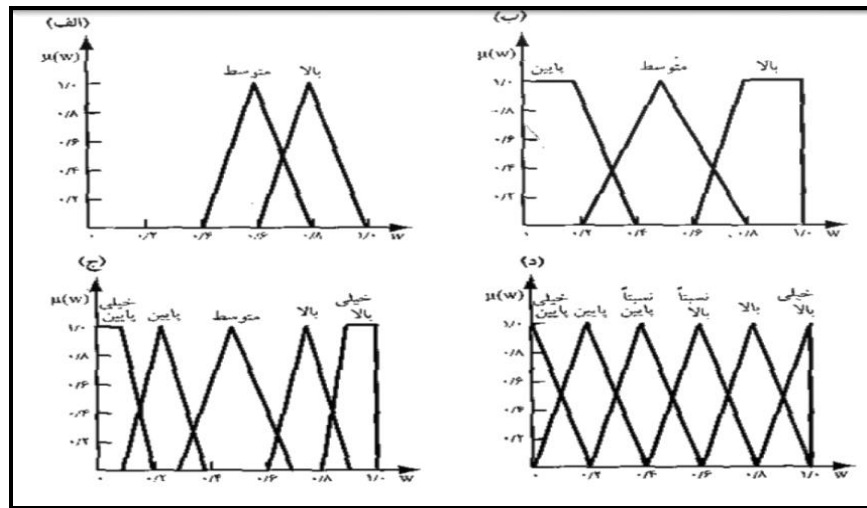 (الف)
μ(w)
متوسط بالا
۱/۰
۰/۸
۰/۶
۰/۴
۰/۲
۰ ۰/۲ ۰/۴ ۰/۶ ۰/۸ ۱/۰ w
(ب)
μ(w)
پایین متوسط بالا
۱/۰
۰/۸
۰/۶
۰/۴
۰/۲
۰ ۰/۲ ۰/۴ ۰/۶ ۰/۸ ۱/۰ w
(ج)
μ(w)
خیلی پایین پایین متوسط بالا خیلی بالا
۱/۰
۰/۸
۰/۶
۰/۴
۰/۲
۰ ۰/۲ ۰/۴ ۰/۶ ۰/۸ ۱/۰ w
(د)
μ(w)
خیلی پایین پایین نسبتاً پایین نسبتاً بالا بالا خیلی بالا
۱/۰
۰/۸
۰/۶
۰/۴
۰/۲
۰ ۰/۲ ۰/۴ ۰/۶ ۰/۸ ۱/۰ w